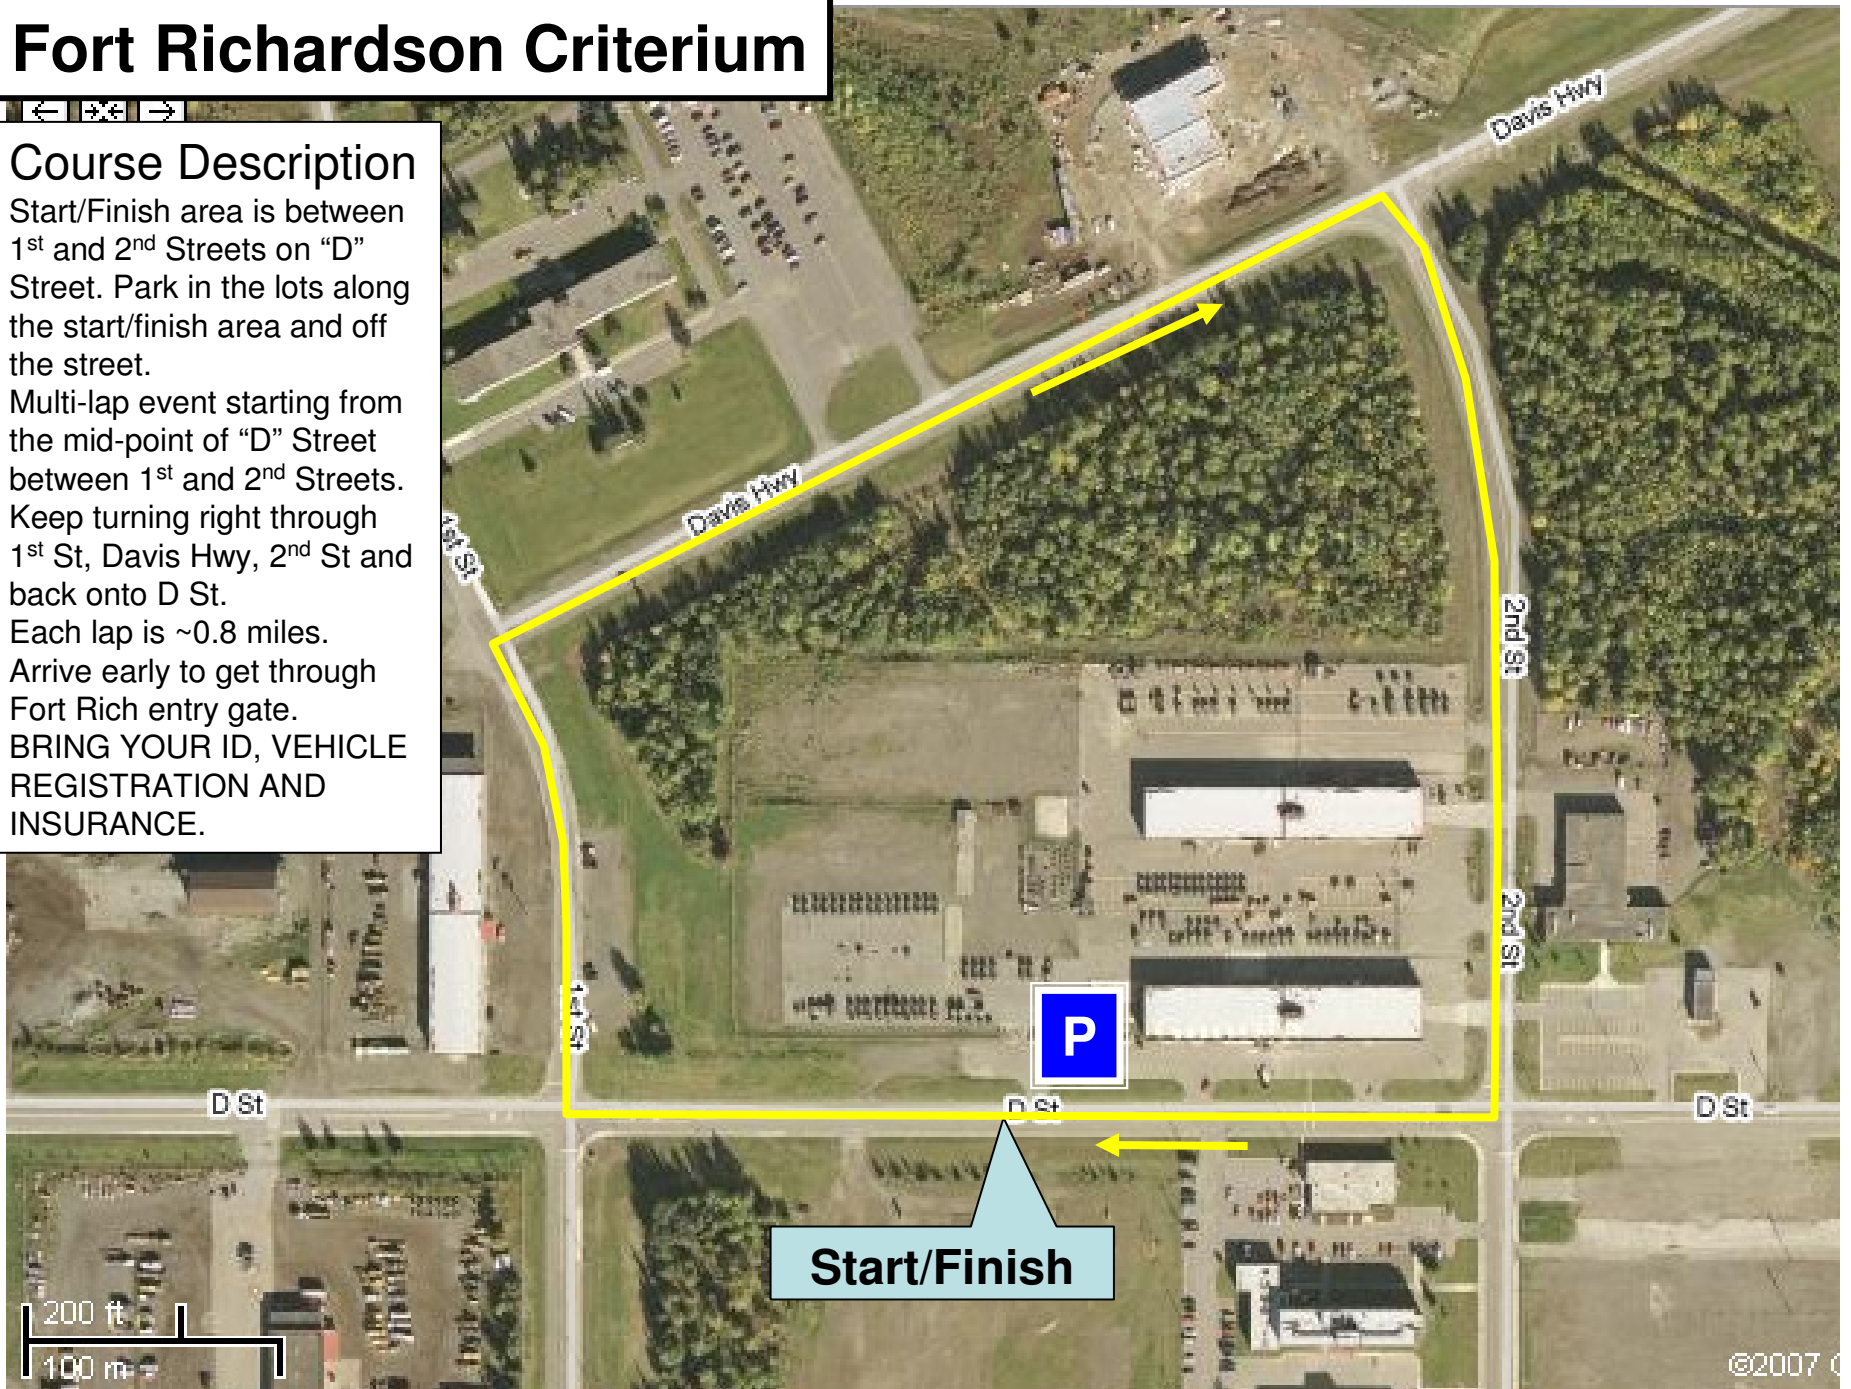 Fort Richardson Criterium
Course Description
Start/Finish area is between
1st and 2nd Streets on “D”
Street. Park in the lots along
the start/finish area and off
the street.
Multi-lap event starting from
the mid-point of “D” Street
between 1st and 2nd Streets.
Keep turning right through
1st St, Davis Hwy, 2nd St and
back onto D St.
Each lap is ~0.8 miles.
Arrive early to get through
Fort Rich entry gate.
BRING YOUR ID, VEHICLE
REGISTRATION AND
INSURANCE.
Davis Hwy
Davis Hwy
1st St
2nd St
2nd St
1st St
P
D St
D St
D St
Start/Finish
200 ft
100 m
©2007